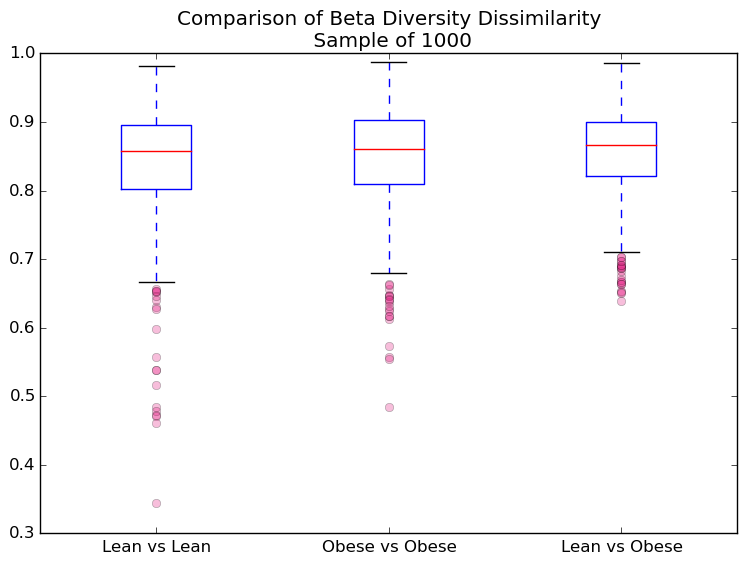 Comparison of Beta Diversity Dissimilarity
Sample of 1000
1.0
0.9
0.8
0.7
0.6
0.5
0.4
0.3
Lean vs Lean
Obese vs Obese
Lean vs Obese